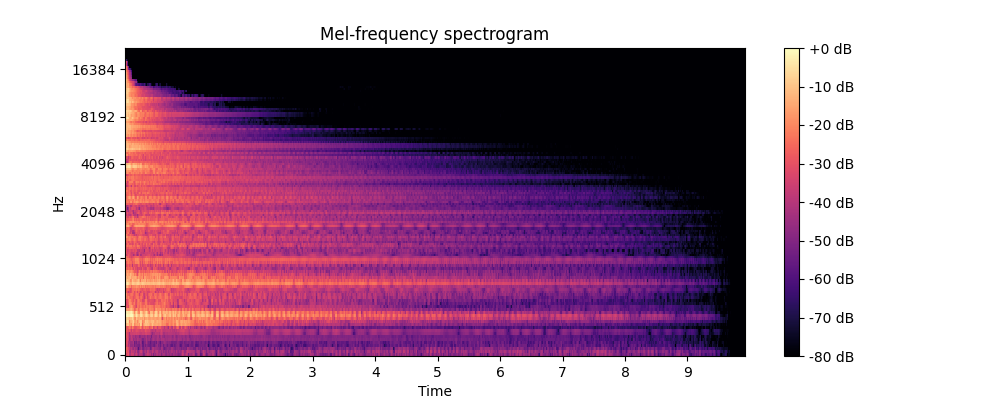 Mel-frequency spectrogram
Hz
16384
8192
4096
2048
1024
512
0
0 1 2 3 4 5 6 7 8 9
Time
+0 dB
-10 dB
-20 dB
-30 dB
-40 dB
-50 dB
-60 dB
-70 dB
-80 dB